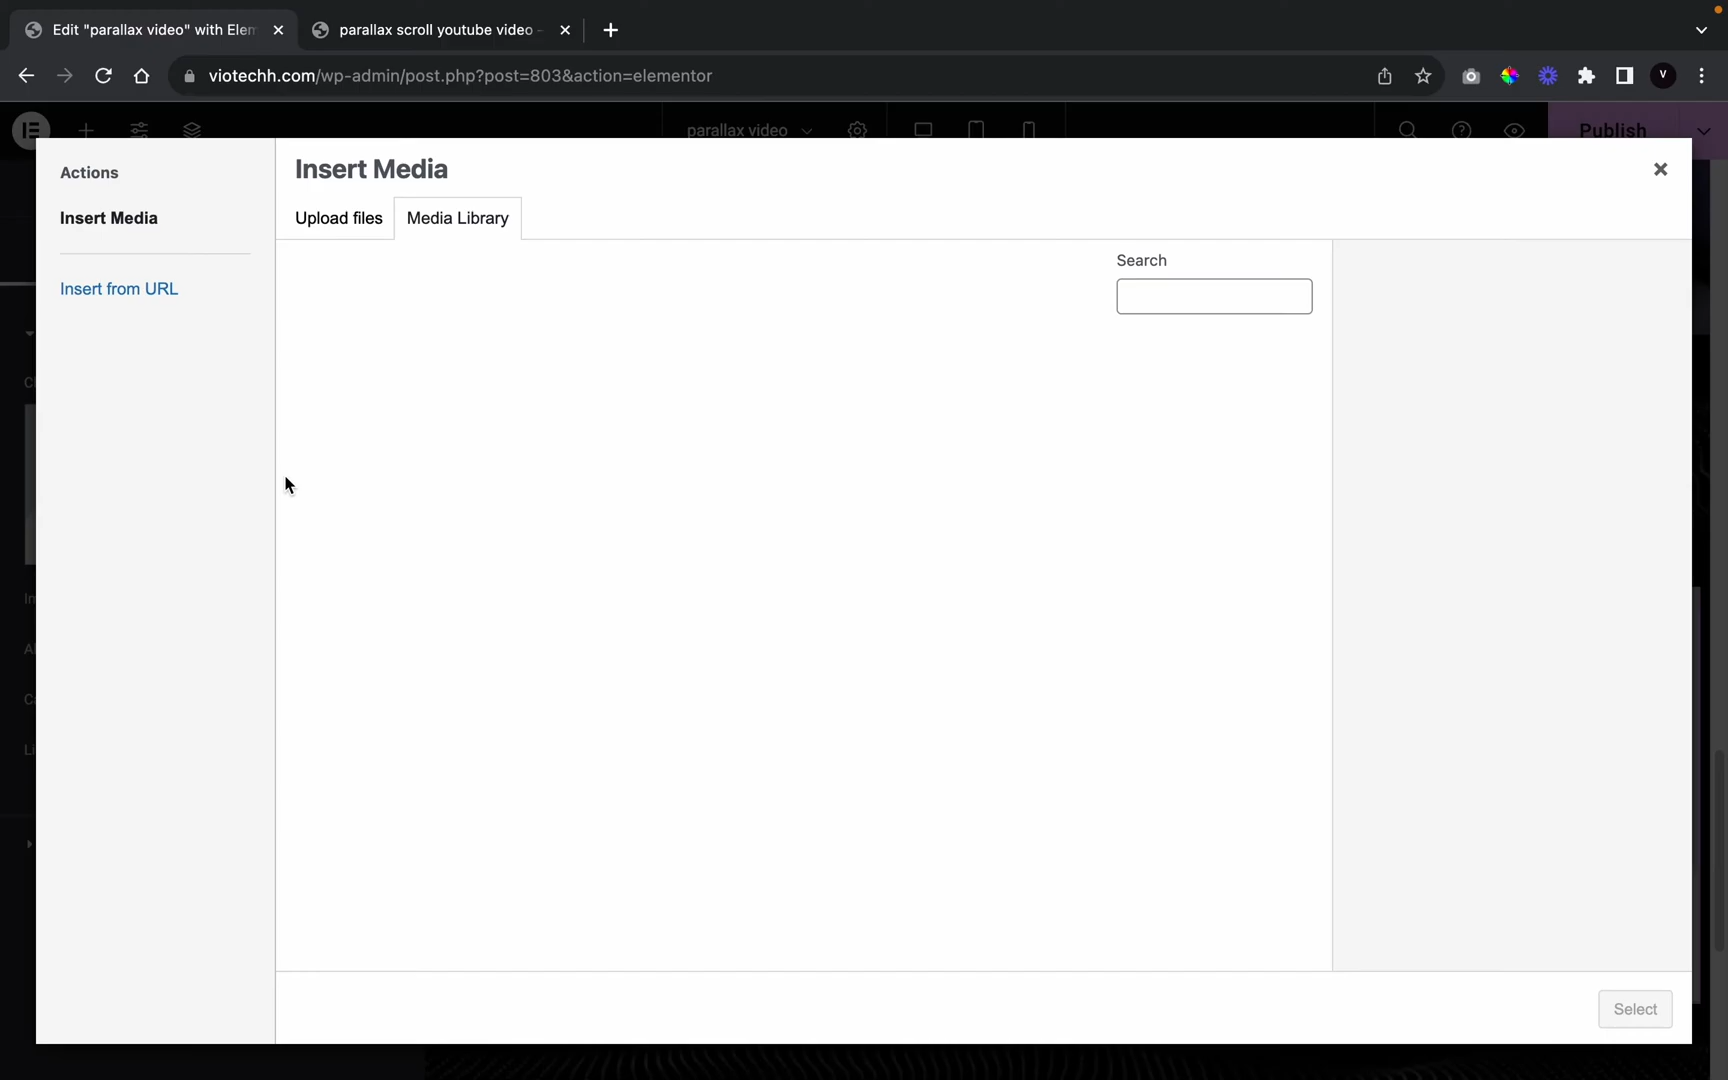 Edit "parallax video" with Elem
parallax scroll youtube video -
viotechh.com/wp-admin/post.php?post=803&action=elementor
V
parallax video
Publish
Actions
Insert Media
Insert from URL
Insert Media
Upload files
Media Library
Search
Select